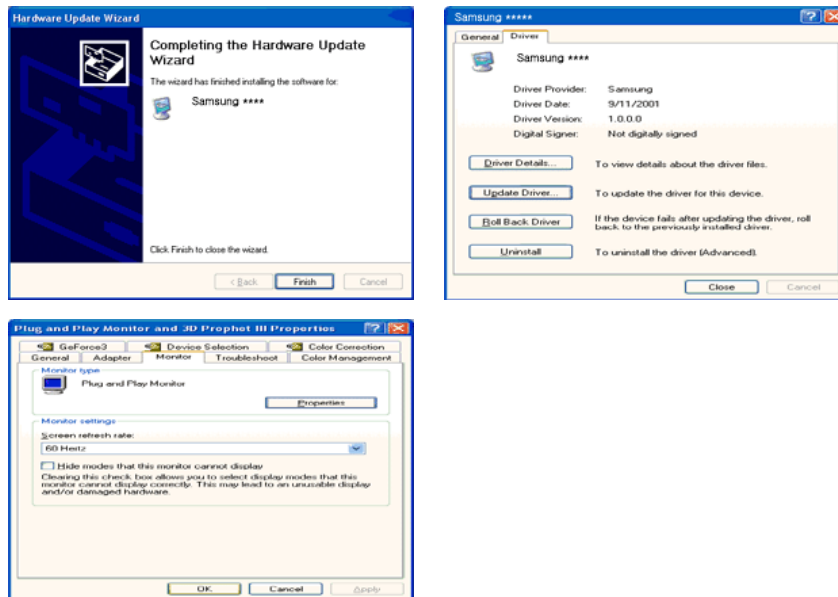 Hardware Update Wizard
Completing the Hardware Update
Wizard
The wizard has finished installing the software for:
Samsung ****
Click Finish to close the wizard.
< Back
Finish
Cancel
Samsung *****
General
Driver
Samsung ****
Driver Provider: Samsung
Driver Date: 9/11/2001
Driver Version: 1.0.0.0
Digital Signer: Not digitally signed
Driver Details... To view details about the driver files.
Update Driver... To update the driver for this device.
Roll Back Driver If the device fails after updating the driver, roll
back to the previously installed driver.
Uninstall To uninstall the driver (Advanced).
Close
Cancel
Plug and Play Monitor and 3D Prophet III Properties
GeForce3 Device Selection Color Correction
General Adapter Monitor Troubleshoot Color Management
Monitor type
Plug and Play Monitor
Properties
Monitor settings
Screen refresh rate:
60 Hertz
Hide modes that this monitor cannot display
Clearing this check box allows you to select display modes that this
monitor cannot display correctly. This may lead to an unusable display
and/or damaged hardware.
OK Cancel Apply